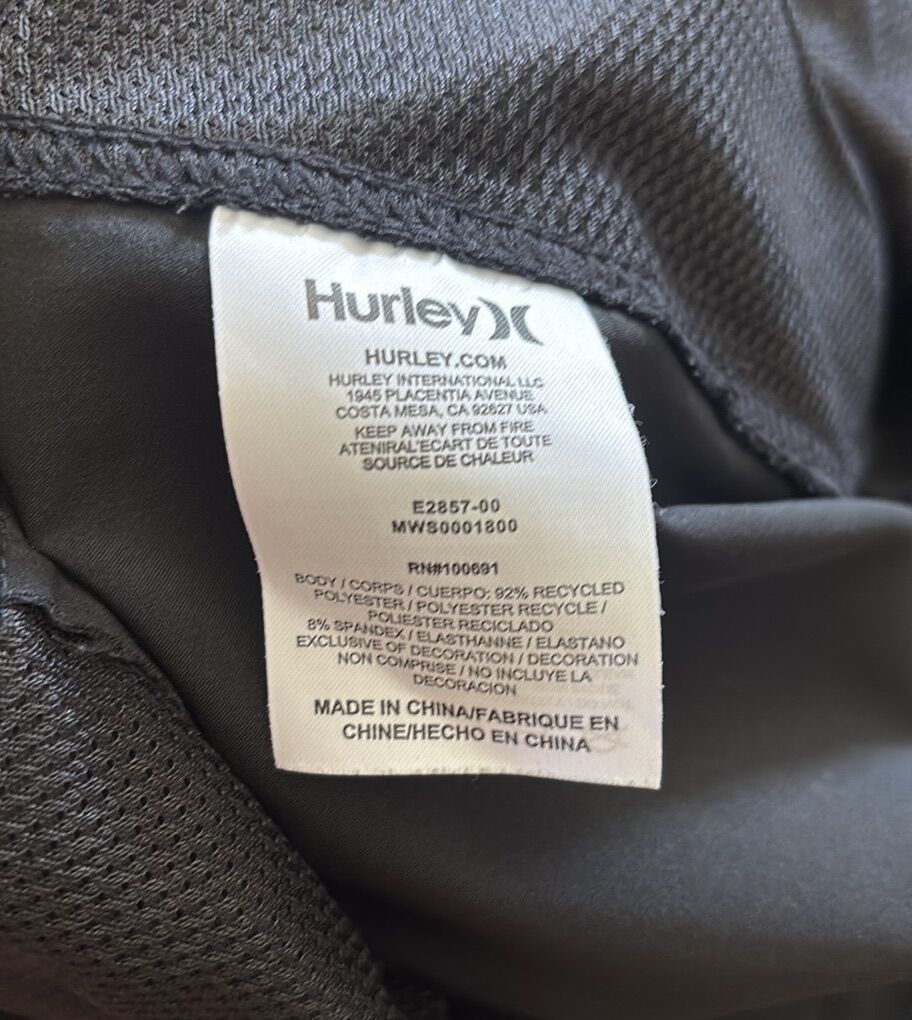 Hurley
HURLEY.COM
HURLEY INTERNATIONAL LLC
1945 PLACENTIA AVENUE
COSTA MESA, CA 92627 USA
KEEP AWAY FROM FIRE
ATENIRAL'ECART DE TOUTE
SOURCE DE CHALEUR
E2857-00
MWS0001800
RN#100691
BODY / CORPS / CUERPO: 92% RECYCLED
POLYESTER / POLYESTER RECYCLE /
POLIESTER RECICLADO
8% SPANDEX / ELASTHANNE / ELASTANO
EXCLUSIVE OF DECORATION / DECORATION
NON COMPRISE / NO INCLUYE LA
DECORACION
MADE IN CHINA/FABRIQUE EN
CHINE/HECHO EN CHINA